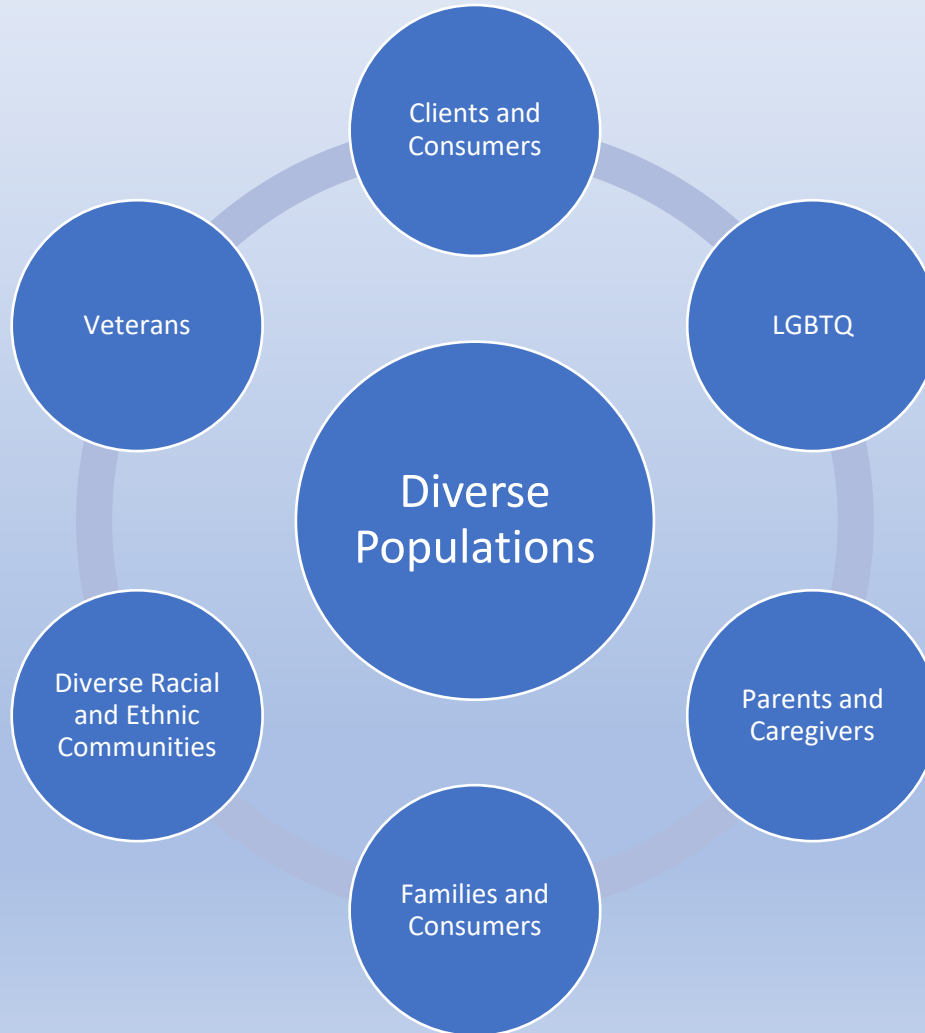 Clients and
Consumers
Veterans
LGBTQ
Diverse
Populations
Diverse Racial
and Ethnic
Communities
Parents and
Caregivers
Families and
Consumers